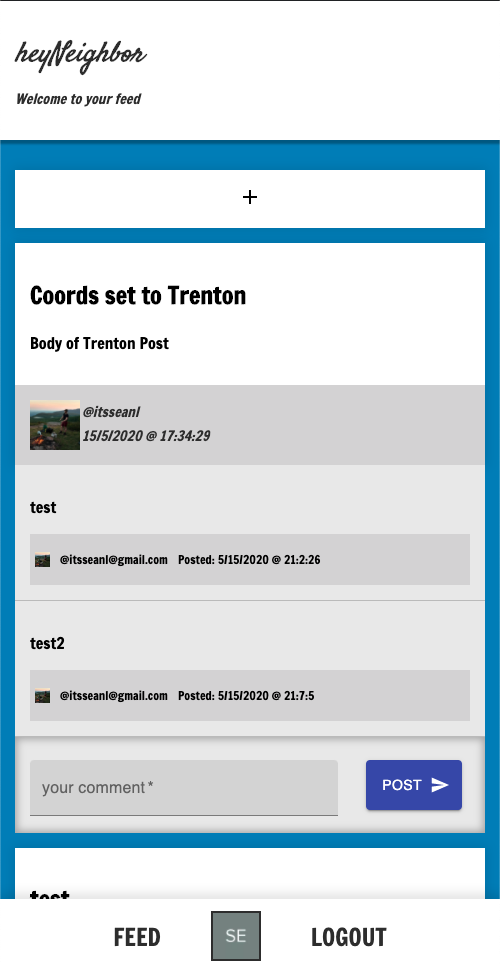 heyNeighbor
Welcome to your feed
+
Coords set to Trenton
Body of Trenton Post
@itsseanl
15/5/2020 @ 17:34:29
test
@itsseanl@gmail.com Posted: 5/15/2020 @ 21:2:26
test2
@itsseanl@gmail.com Posted: 5/15/2020 @ 21:7:5
your comment *
POST
test
FEED SE LOGOUT